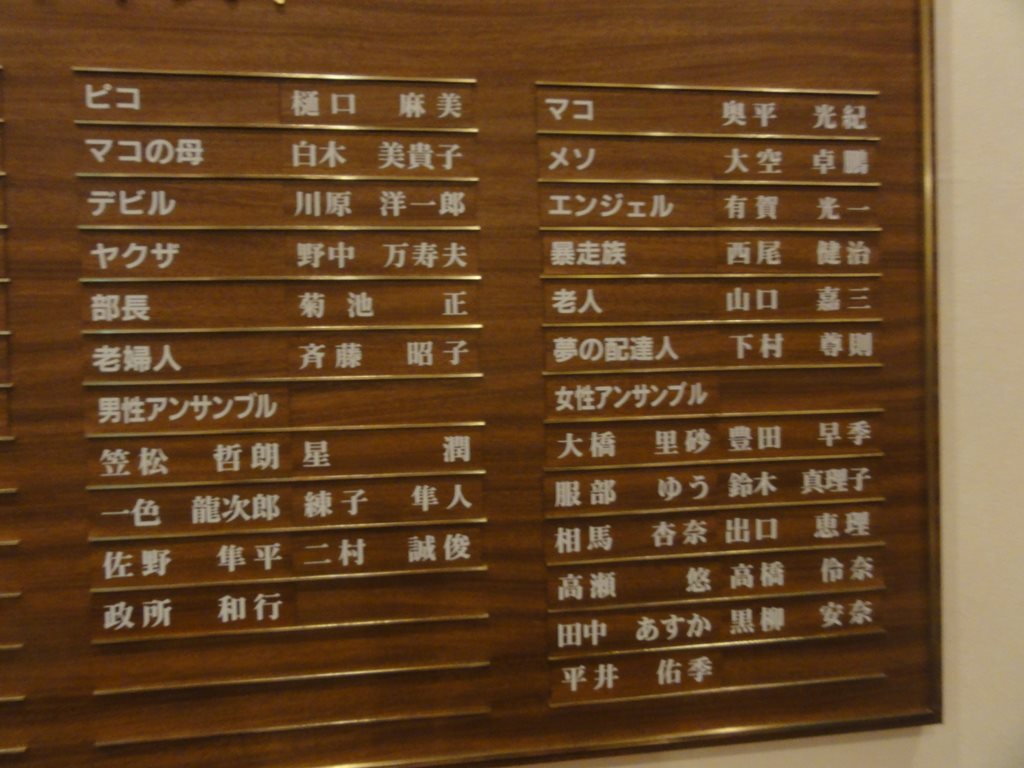 ピコ 樋口 麻美
マコの母 白木 美貴子
デビル 川原 洋一郎
ヤクザ 野中 万寿夫
部長 菊池 正
老婦人 斉藤 昭子
男性アンサンブル
笠松 哲朗 星 潤
一色 龍次郎 練子 隼人
佐野 隼平 二村 誠俊
政所 和行
マコ 奥平 光紀
メソ 大空 卓鵬
エンジェル 有賀 光一
暴走族 西尾 健治
老人 山口 嘉三
夢の配達人 下村 尊則
女性アンサンブル
大橋 里砂 豊田 早季
服部 ゆう 鈴木 真理子
相馬 杏奈 出口 恵理
高瀬 悠 高橋 伶奈
田中 あすか 黒柳 安奈
平井 佑季